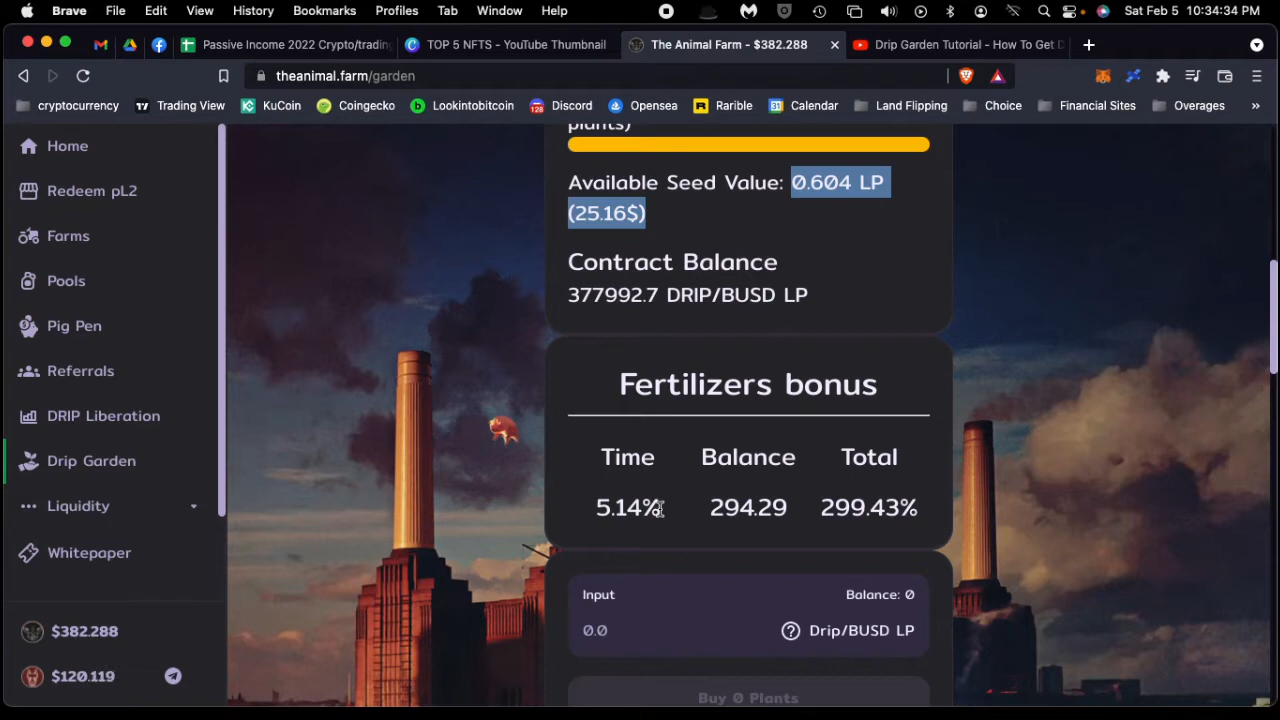 Brave File Edit View History Bookmarks Profiles Tab Window Help Sat Feb 5 10:34:34 PM
Passive Income 2022 Crypto/trading TOP 5 NFTS - YouTube Thumbnail The Animal Farm - $382.288 Drip Garden Tutorial - How To Get D
theanimal.farm/garden
cryptocurrency Trading View KuCoin Coingecko Lookintobitcoin 128 Discord Opensea Rarible 31 Calendar Land Flipping Choice Financial Sites Overages
Home
Redeem pL2
Farms
Pools
Pig Pen
Referrals
DRIP Liberation
Drip Garden
Liquidity
Whitepaper
$382.288
$120.119
plants)
Available Seed Value: 0.604 LP
(25.16$)
Contract Balance
377992.7 DRIP/BUSD LP
Fertilizers bonus
Time Balance Total
5.14% 294.29 299.43%
Input Balance: 0
0.0 Drip/BUSD LP
Buy 0 Plants